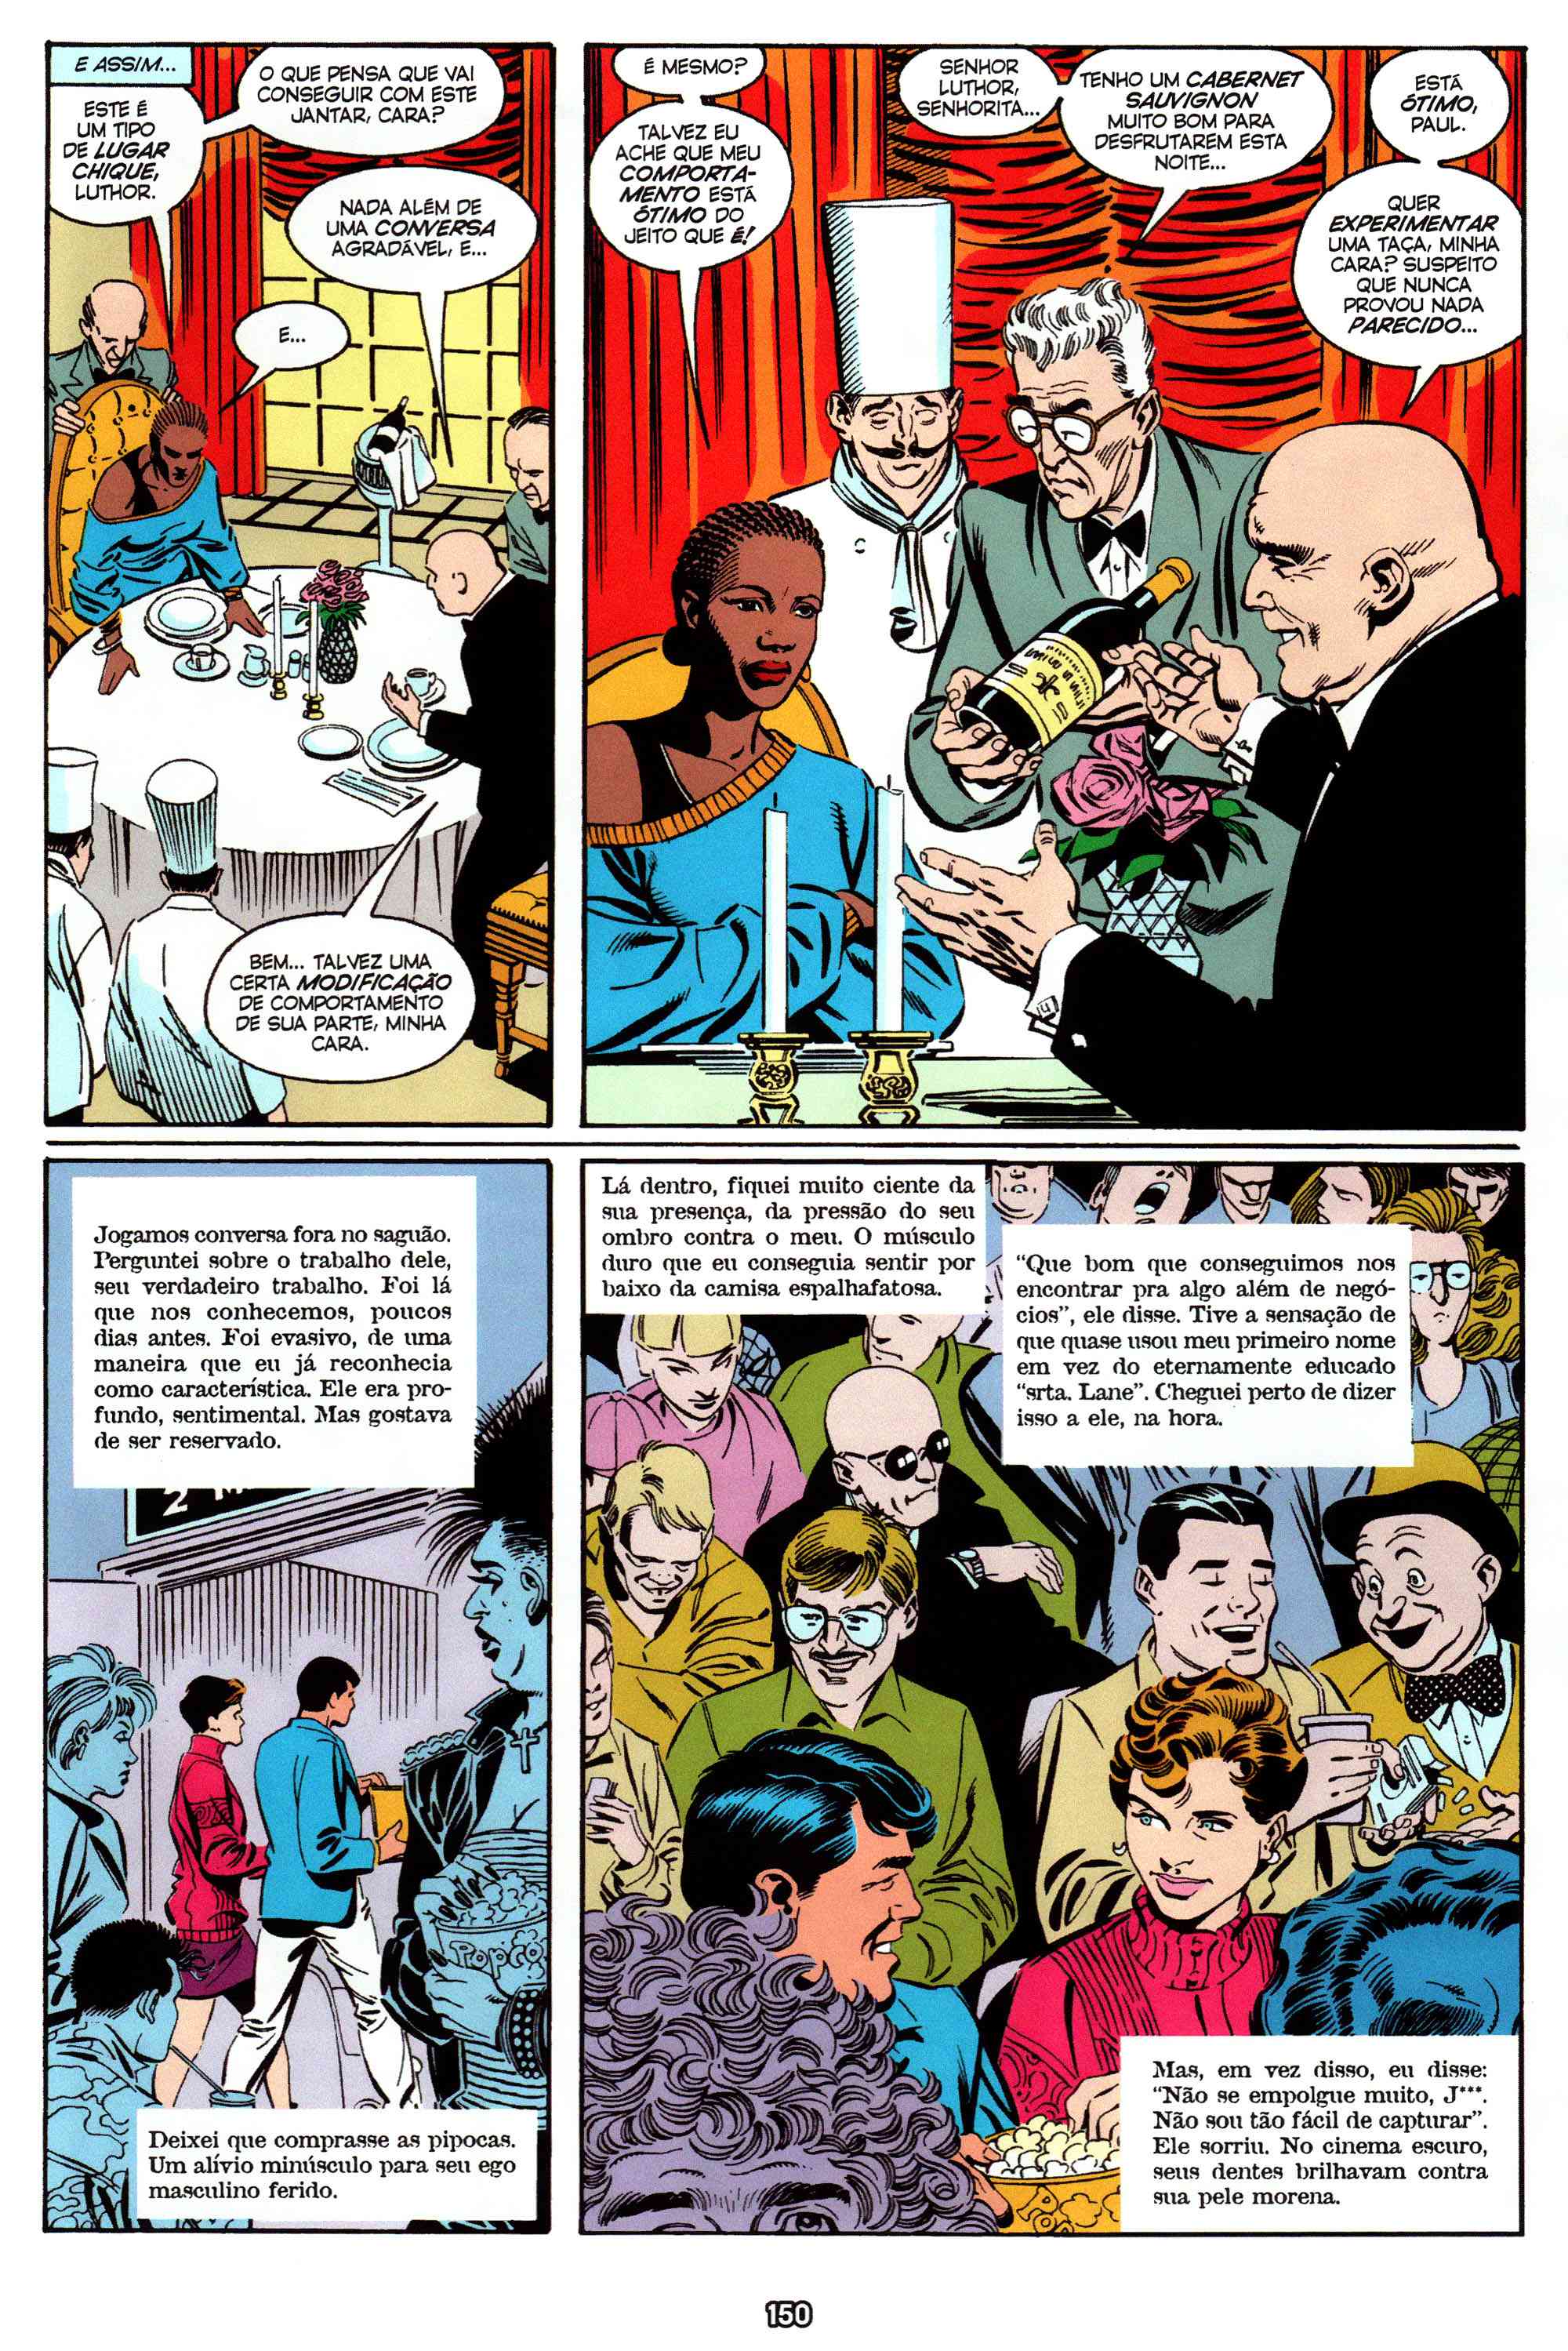 E ASSIM...
ESTE É
UM TIPO
DE LUGAR
CHIQUE,
LUTHOR.
O QUE PENSA QUE VAI
CONSEGUIR COM ESTE
JANTAR, CARA?
NADA ALÉM DE
UMA CONVERSA
AGRADÁVEL, E...
E...
BEM... TALVEZ UMA
CERTA MODIFICAÇÃO
DE COMPORTAMENTO
DE SUA PARTE, MINHA
CARA.
É MESMO?
TALVEZ EU
ACHE QUE MEU
COMPORTA-
MENTO ESTÁ
ÓTIMO DO
JEITO QUE É!
SENHOR
LUTHOR,
SENHORITA...
TENHO UM CABERNET
SAUVIGNON
MUITO BOM PARA
DESFRUTAREM ESTA
NOITE...
ESTÁ
ÓTIMO,
PAUL.
QUER
EXPERIMENTAR
UMA TAÇA, MINHA
CARA? SUSPEITO
QUE NUNCA
PROVOU NADA
PARECIDO...
Jogamos conversa fora no saguão.
Perguntei sobre o trabalho dele,
seu verdadeiro trabalho. Foi lá
que nos conhecemos, poucos
dias antes. Foi evasivo, de uma
maneira que eu já reconhecia
como característica. Ele era pro-
fundo, sentimental. Mas gostava
de ser reservado.
POPCO
Deixei que comprasse as pipocas.
Um alívio minúsculo para seu ego
masculino ferido.
Lá dentro, fiquei muito ciente da
sua presença, da pressão do seu
ombro contra o meu. O músculo
duro que eu conseguia sentir por
baixo da camisa espalhafatosa.
"Que bom que conseguimos nos
encontrar pra algo além de negó-
cios", ele disse. Tive a sensação de
que quase usou meu primeiro nome
em vez do eternamente educado
"srta. Lane". Cheguei perto de dizer
isso a ele, na hora.
Mas, em vez disso, eu disse:
"Não se empolgue muito, J***.
Não sou tão fácil de capturar".
Ele sorriu. No cinema escuro,
seus dentes brilhavam contra
sua pele morena.
150